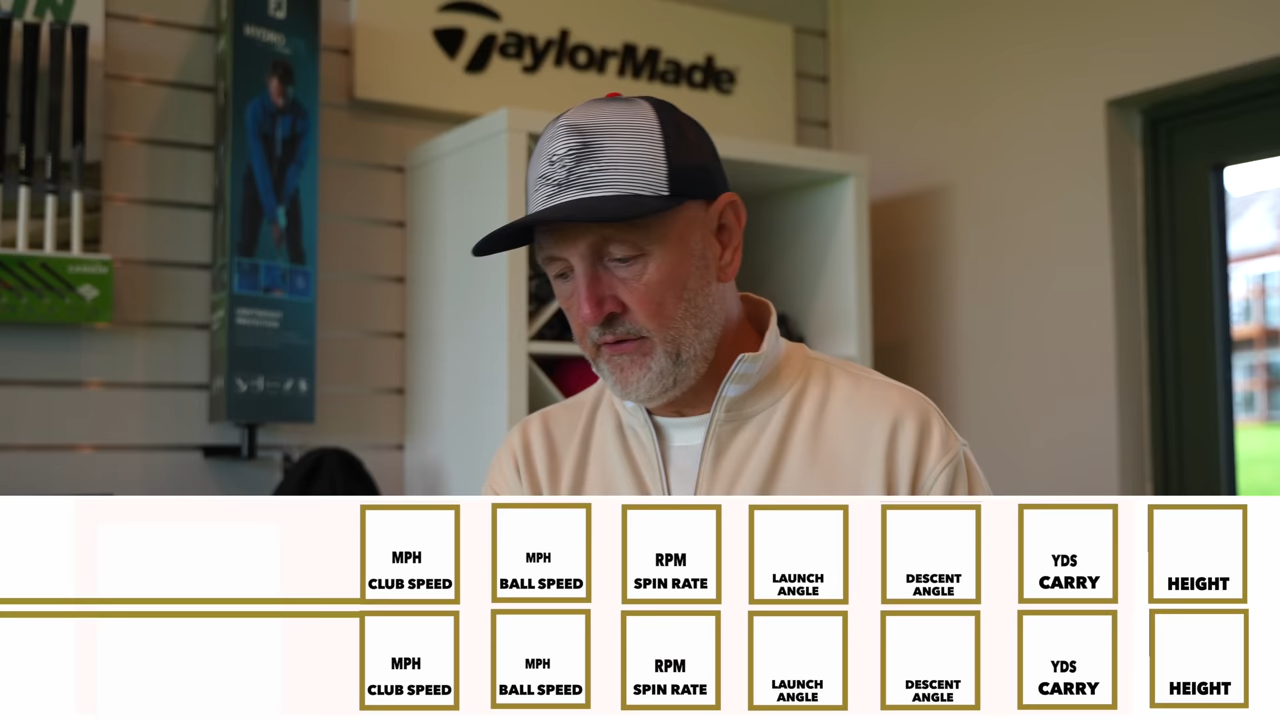 TaylorMade
HYDRO
MPH
CLUB SPEED
MPH
BALL SPEED
RPM
SPIN RATE
LAUNCH
ANGLE
DESCENT
ANGLE
YDS
CARRY
HEIGHT
MPH
CLUB SPEED
MPH
BALL SPEED
RPM
SPIN RATE
LAUNCH
ANGLE
DESCENT
ANGLE
YDS
CARRY
HEIGHT